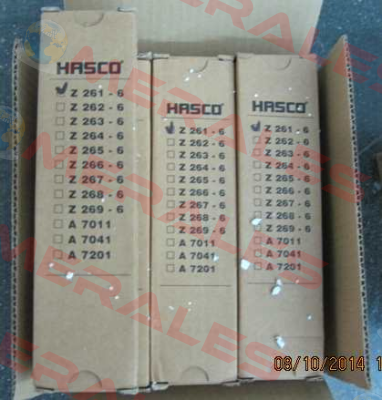 HASCO
Z 261 - 6
Z 262 - 6
Z 263 - 6
Z 264 - 6
Z 265 - 6
Z 266 - 6
Z 267 - 6
Z 268 - 6
Z 269 - 6
A 7011
A 7041
A 7201
HASCO
Z 261 - 6
Z 262 - 6
Z 263 - 6
Z 264 - 6
Z 265 - 6
Z 266 - 6
Z 267 - 6
Z 268 - 6
Z 269 - 6
A 7011
A 7041
A 7201
HASCO
Z 261 - 6
Z 262 - 6
Z 263 - 6
Z 264 - 6
Z 265 - 6
Z 266 - 6
Z 267 - 6
Z 268 - 6
Z 269 - 6
A 7011
A 7041
A 7201
MERALES
08/10/2014 1